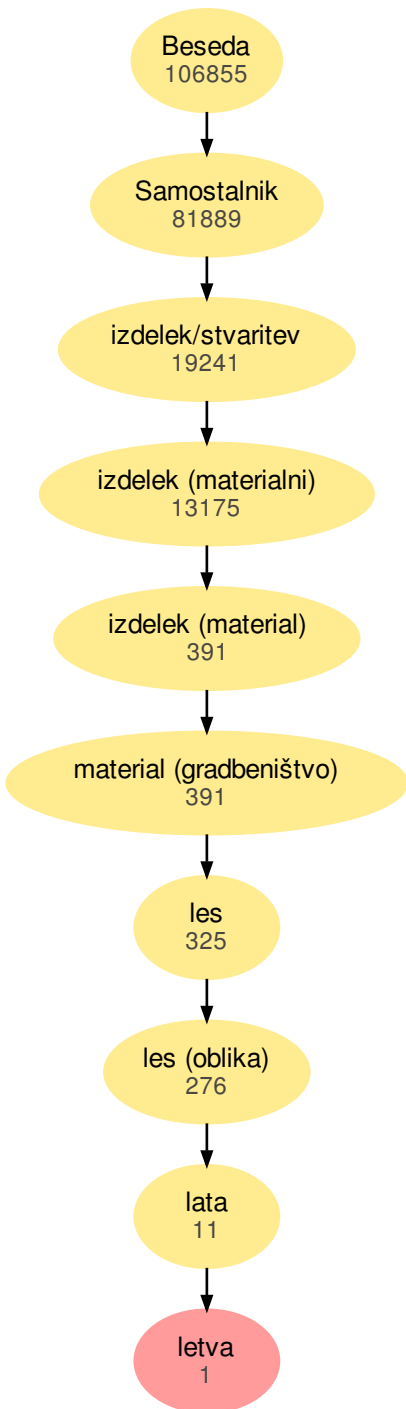 Beseda
106855
Samostalnik
81889
izdelek/stvaritev
19241
izdelek (materialni)
13175
izdelek (material)
391
material (gradbeništvo)
391
les
325
les (oblika)
276
lata
11
letva
1